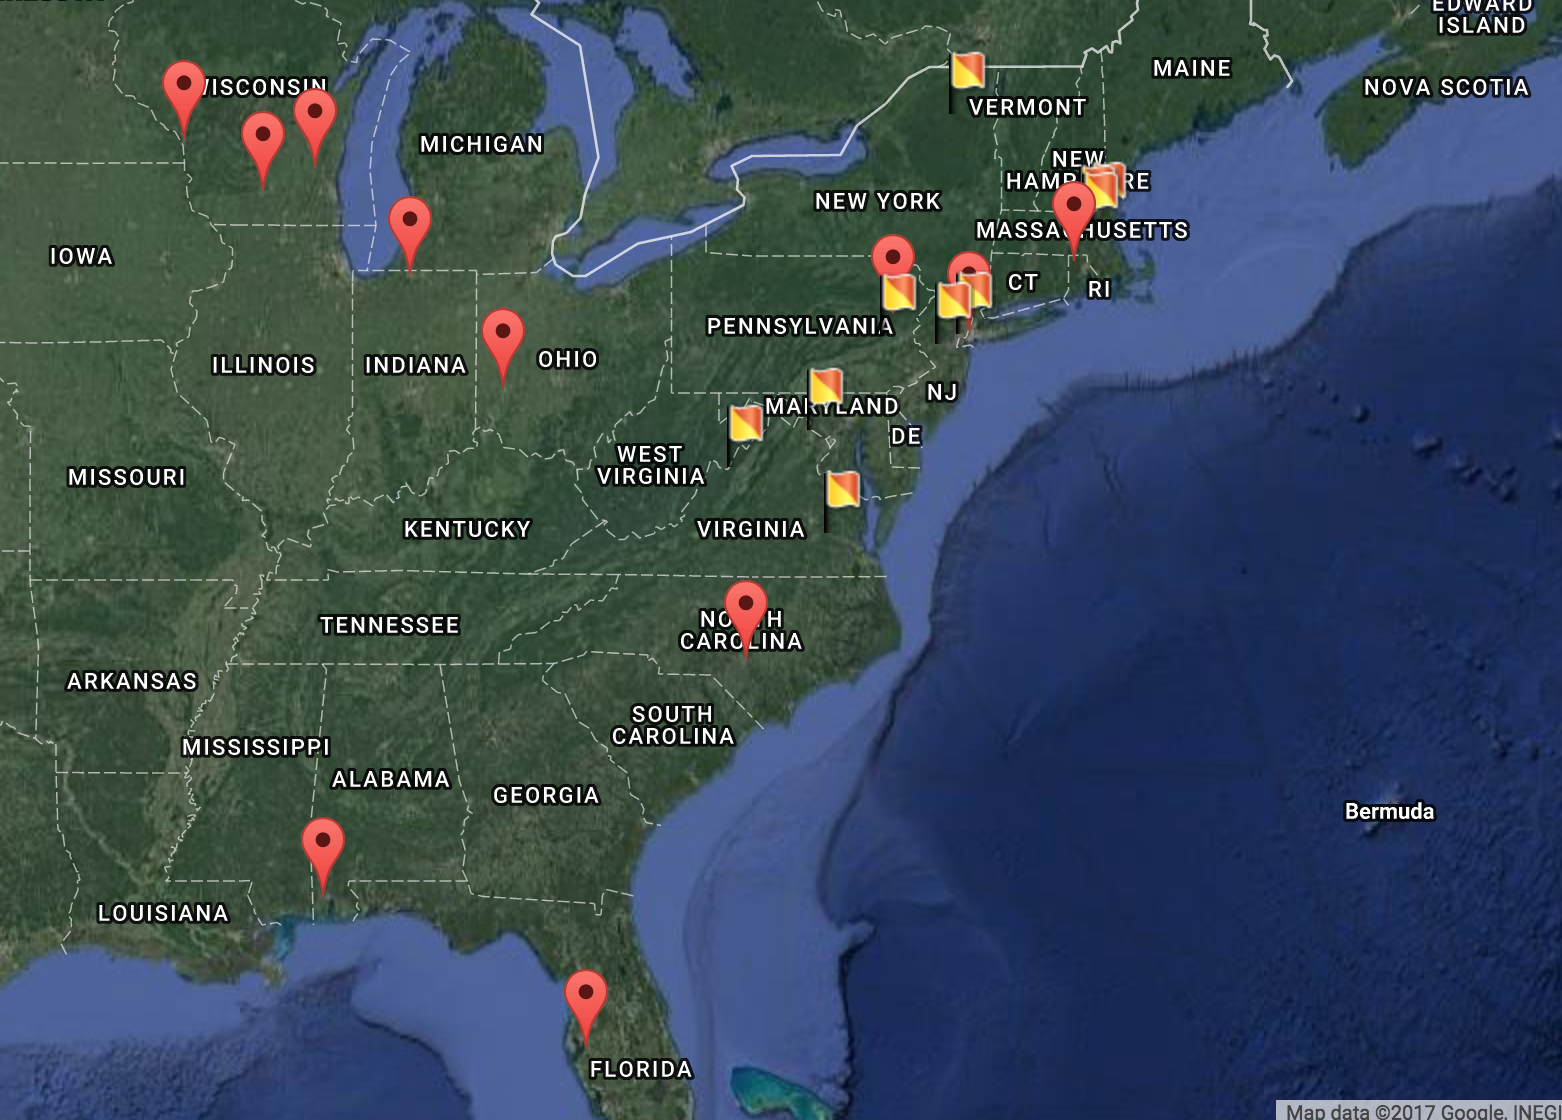 EDWARD
ISLAND
MAINE
NOVA SCOTIA
WISCONSIN
VERMONT
MICHIGAN
NEW
HAMPSHIRE
NEW YORK
MASSACHUSETTS
IOWA
CT
RI
PENNSYLVANIA
ILLINOIS
INDIANA
OHIO
NJ
MARYLAND
DE
WEST
VIRGINIA
MISSOURI
KENTUCKY
VIRGINIA
TENNESSEE
NORTH
CAROLINA
ARKANSAS
SOUTH
CAROLINA
MISSISSIPPI
ALABAMA
GEORGIA
Bermuda
LOUISIANA
FLORIDA
Map data ©2017 Google, INEGI